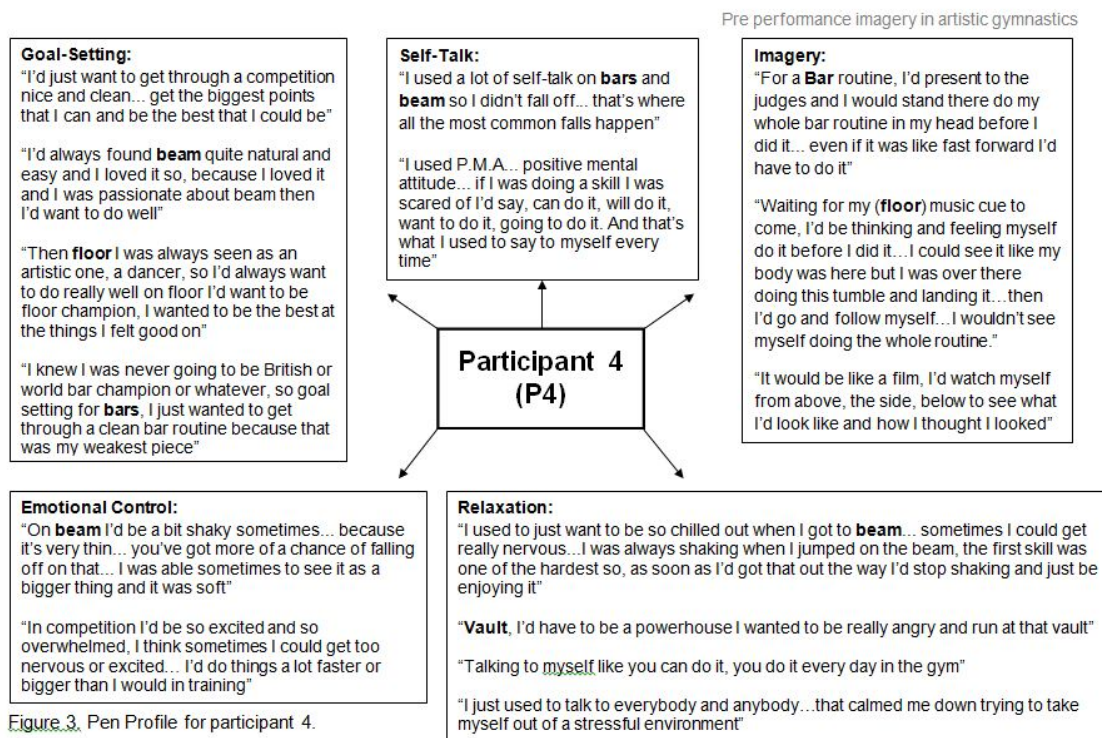 Pre performance imagery in artistic gymnastics
Goal-Setting:
“I’d just want to get through a competition
nice and clean… get the biggest points
that I can and be the best that I could be”
“I’d always found beam quite natural and
easy and I loved it so, because I loved it
and I was passionate about beam then
I’d want to do well”
“Then floor I was always seen as an
artistic one, a dancer, so I’d always want
to do really well on floor I’d want to be
floor champion, I wanted to be the best at
the things I felt good on”
“I knew I was never going to be British or
world bar champion or whatever, so goal
setting for bars, I just wanted to get
through a clean bar routine because that
was my weakest piece”
Self-Talk:
“I used a lot of self-talk on bars and
beam so I didn’t fall off… that’s where
all the most common falls happen”
“I used P.M.A… positive mental
attitude… if I was doing a skill I was
scared of I’d say, can do it, will do it,
want to do it, going to do it. And that’s
what I used to say to myself every
time”
Imagery:
“For a Bar routine, I’d present to the
judges and I would stand there do my
whole bar routine in my head before I
did it… even if it was like fast forward I’d
have to do it”
“Waiting for my (floor) music cue to
come, I’d be thinking and feeling myself
do it before I did it…I could see it like my
body was here but I was over there
doing this tumble and landing it…then
I’d go and follow myself…I wouldn’t see
myself doing the whole routine.”
“It would be like a film, I’d watch myself
from above, the side, below to see what
I’d look like and how I thought I looked”
Participant 4
(P4)
Emotional Control:
“On beam I’d be a bit shaky sometimes… because
it’s very thin… you’ve got more of a chance of falling
off on that… I was able sometimes to see it as a
bigger thing and it was soft”
“In competition I’d be so excited and so
overwhelmed, I think sometimes I could get too
nervous or excited… I’d do things a lot faster or
bigger than I would in training”
Relaxation:
“I used to just want to be so chilled out when I got to beam… sometimes I could get
really nervous…I was always shaking when I jumped on the beam, the first skill was
one of the hardest so, as soon as I’d got that out the way I’d stop shaking and just be
enjoying it”
“Vault, I’d have to be a powerhouse I wanted to be really angry and run at that vault”
“Talking to myself like you can do it, you do it every day in the gym”
“I just used to talk to everybody and anybody…that calmed me down trying to take
myself out of a stressful environment”
Figure 3. Pen Profile for participant 4.